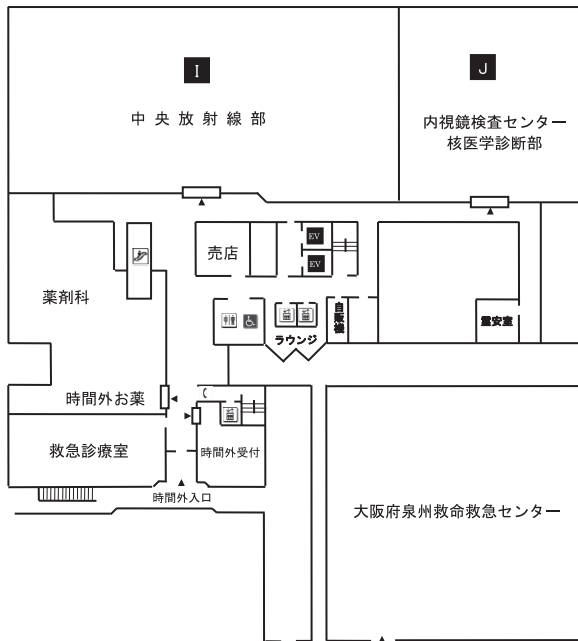 I
中央放射線部
J
内視鏡検査センター
核医学診断部
売店
EV
EV
薬剤科
自販機
ラウンジ
霊安室
時間外お薬
救急診療室
時間外受付
時間外入口
大阪府泉州救命救急センター